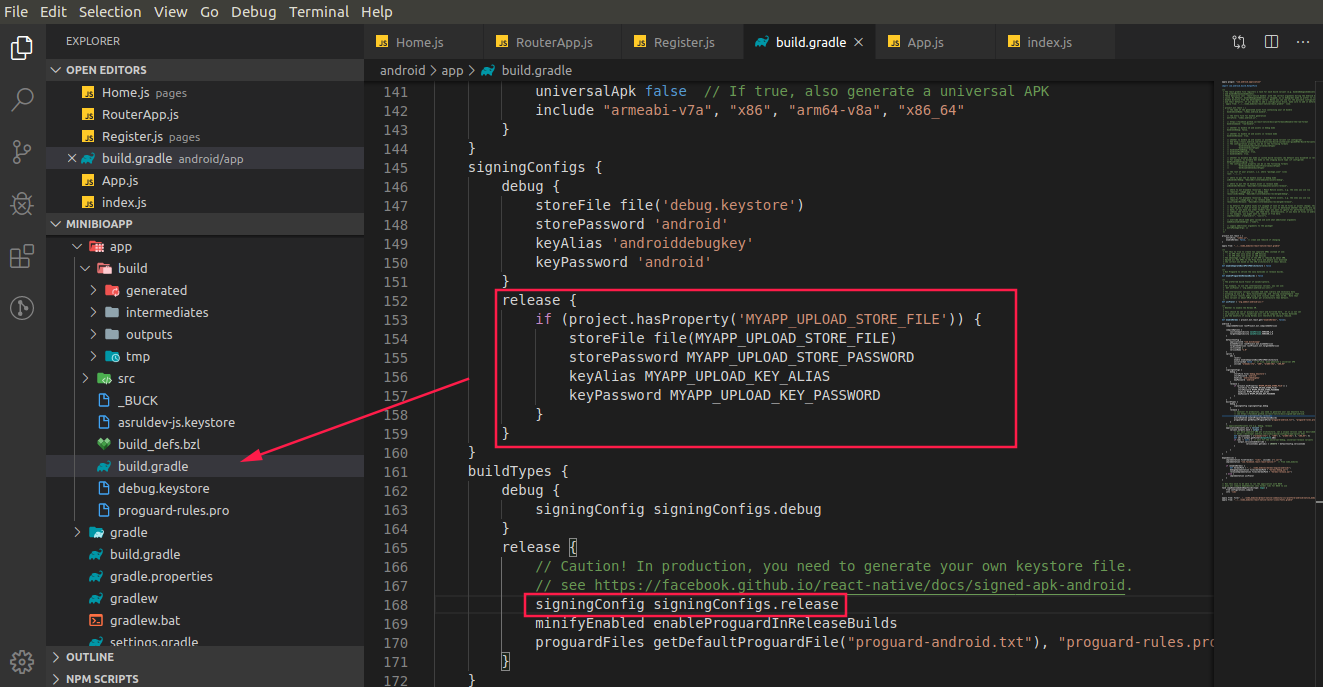 File Edit Selection View Go Debug Terminal Help
EXPLORER
OPEN EDITORS
JS Home.js pages
JS RouterApp.js
JS Register.js pages
build.gradle android/app
JS App.js
JS index.js
MINIBIOAPP
app
build
generated
intermediates
outputs
tmp
src
_BUCK
asruldev-js.keystore
build_defs.bzl
build.gradle
debug.keystore
proguard-rules.pro
gradle
build.gradle
gradle.properties
gradlew
gradlew.bat
settings.gradle
OUTLINE
NPM SCRIPTS
JS Home.js JS RouterApp.js JS Register.js build.gradle JS App.js JS index.js
android > app > build.gradle
141 universalApk false // If true, also generate a universal APK
142 include "armeabi-v7a", "x86", "arm64-v8a", "x86_64"
143 }
144 }
145 signingConfigs {
146 debug {
147 storeFile file('debug.keystore')
148 storePassword 'android'
149 keyAlias 'androiddebugkey'
150 keyPassword 'android'
151 }
152 release {
153 if (project.hasProperty('MYAPP_UPLOAD_STORE_FILE')) {
154 storeFile file(MYAPP_UPLOAD_STORE_FILE)
155 storePassword MYAPP_UPLOAD_STORE_PASSWORD
156 keyAlias MYAPP_UPLOAD_KEY_ALIAS
157 keyPassword MYAPP_UPLOAD_KEY_PASSWORD
158 }
159 }
160 }
161 buildTypes {
162 debug {
163 signingConfig signingConfigs.debug
164 }
165 release {
166 // Caution! In production, you need to generate your own keystore file.
167 // see https://facebook.github.io/react-native/docs/signed-apk-android.
168 signingConfig signingConfigs.release
169 minifyEnabled enableProguardInReleaseBuilds
170 proguardFiles getDefaultProguardFile("proguard-android.txt"), "proguard-rules.pro
171 }
172 }